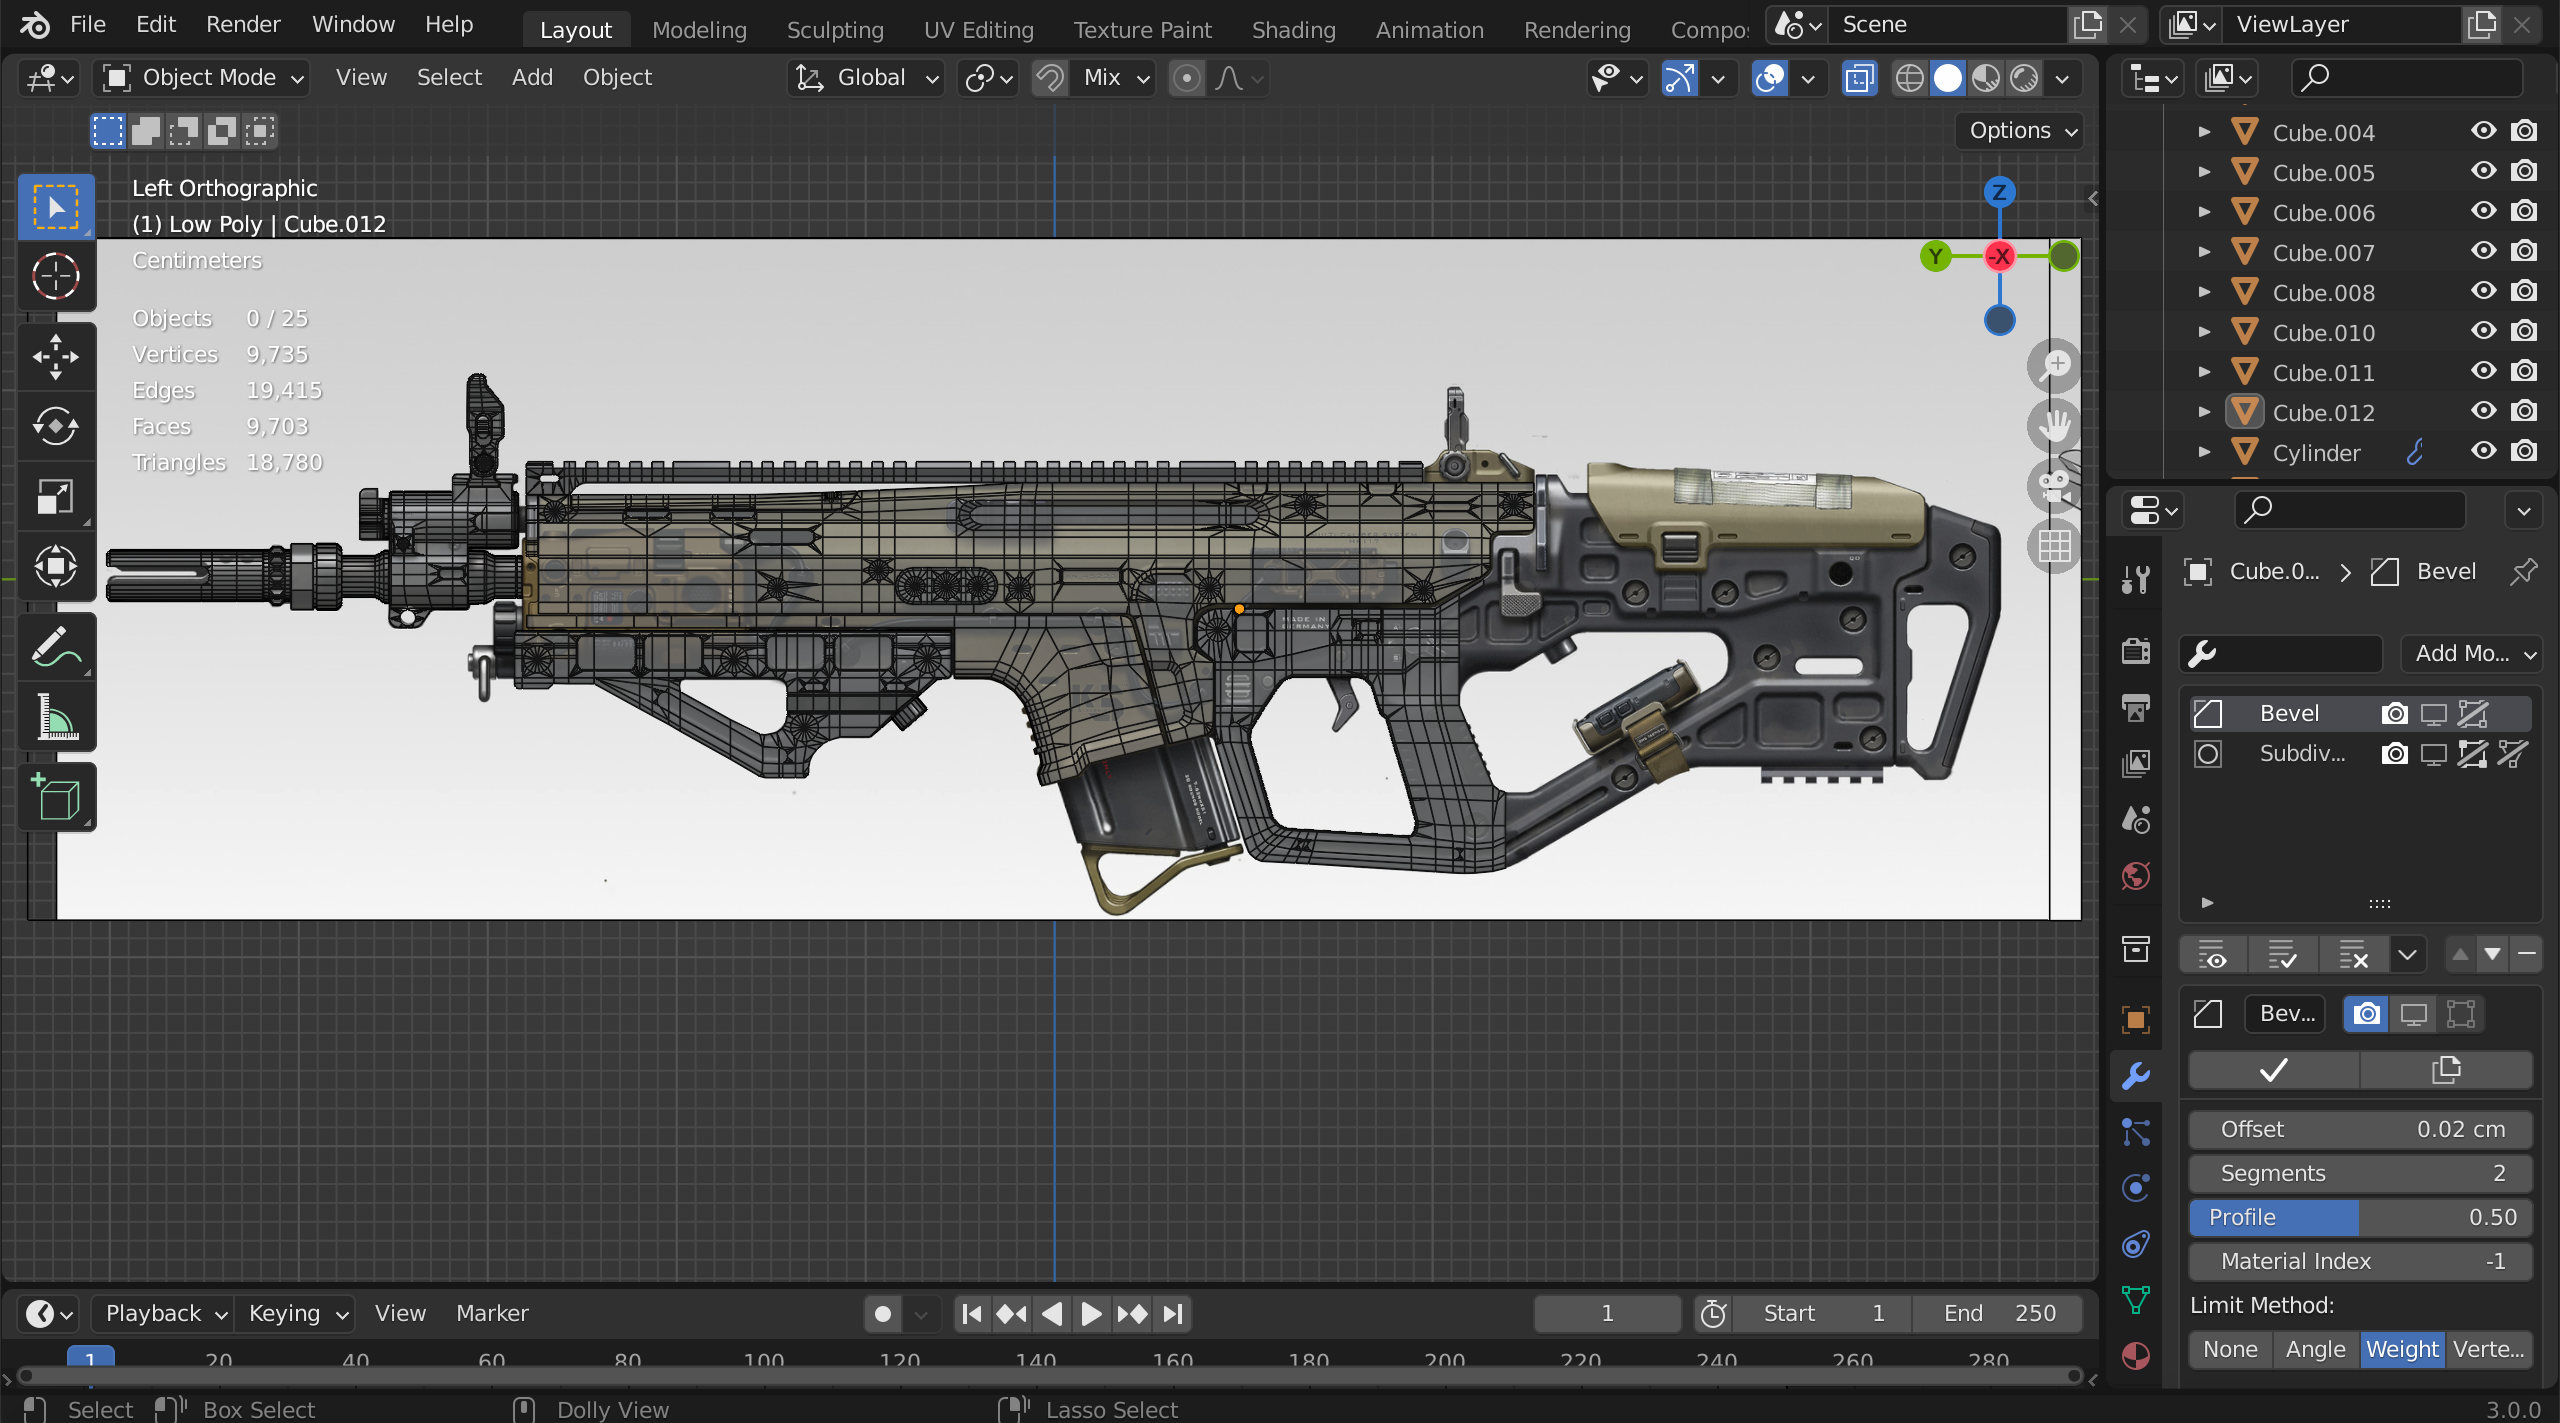 File Edit Render Window Help Layout Modeling Sculpting UV Editing Texture Paint Shading Animation Rendering Scene ViewLayer
Object Mode View Select Add Object Global Mix
Options
Left Orthographic
(1) Low Poly | Cube.012
Centimeters
Objects 0 / 25
Vertices 9,735
Edges 19,415
Faces 9,703
Triangles 18,780
Z
Y -X
MADE IN
GERMANY
Cube.004
Cube.005
Cube.006
Cube.007
Cube.008
Cube.010
Cube.011
Cube.012
Cylinder
Cube.0... Bevel
Add Mo...
Bevel
Subdiv...
Bev...
Offset 0.02 cm
Segments 2
Profile 0.50
Material Index -1
Limit Method:
None Angle Weight Verte...
Playback Keying View Marker 1 Start 1 End 250
1 20 40 60 80 100 120 140 160 180 200 220 240 260 280
Select Box Select Dolly View Lasso Select 3.0.0